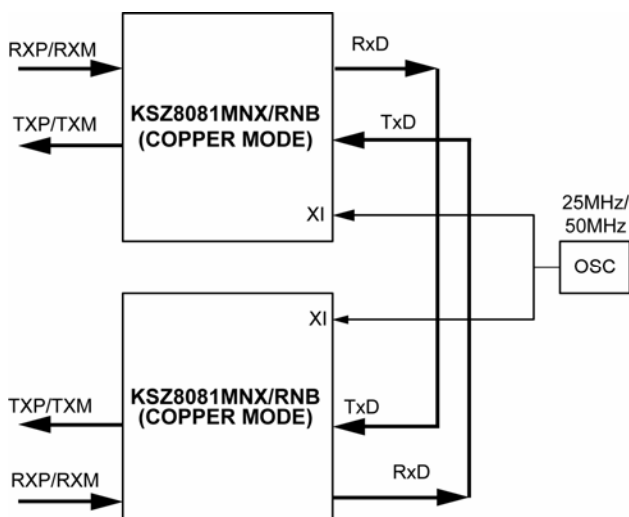 RXP/RXM
RxD
KSZ8081MNX/RNB
(COPPER MODE)
TXP/TXM
TxD
XI
25MHz/
50MHz
OSC
XI
KSZ8081MNX/RNB
(COPPER MODE)
TXP/TXM
TxD
RXP/RXM
RxD